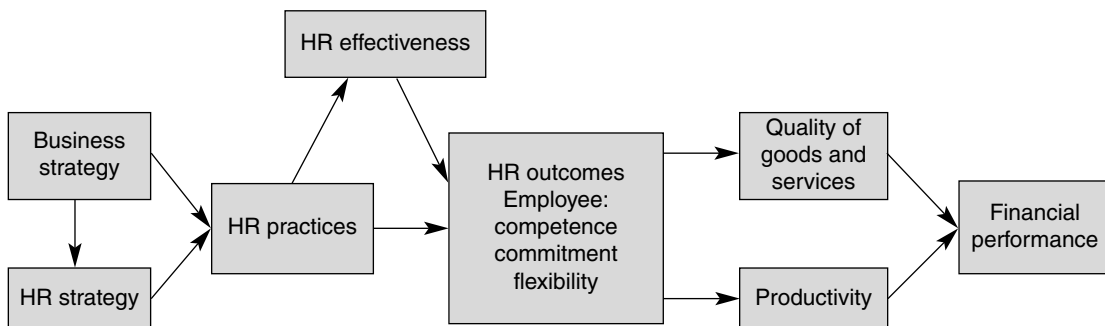 HR effectiveness
Business
strategy
HR strategy
HR practices
HR outcomes
Employee:
competence
commitment
flexibility
Quality of
goods and
services
Productivity
Financial
performance